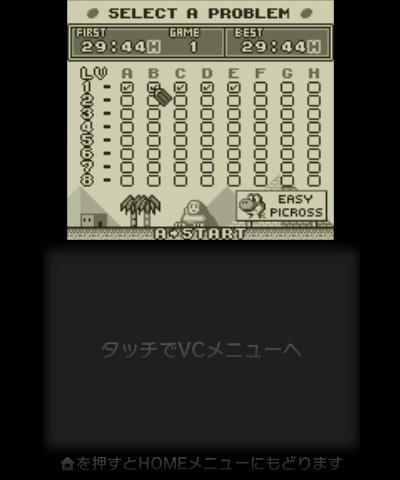 SELECT A PROBLEM
FIRST GAME BEST
29:44M 1 29:44M
LV A B C D E F G H
1 -
2 -
3 -
4 -
5 -
6 -
7 -
8 -
EASY
PICROSS
A➔START
タッチでVCメニューへ
を押すとHOMEメニューにもどります